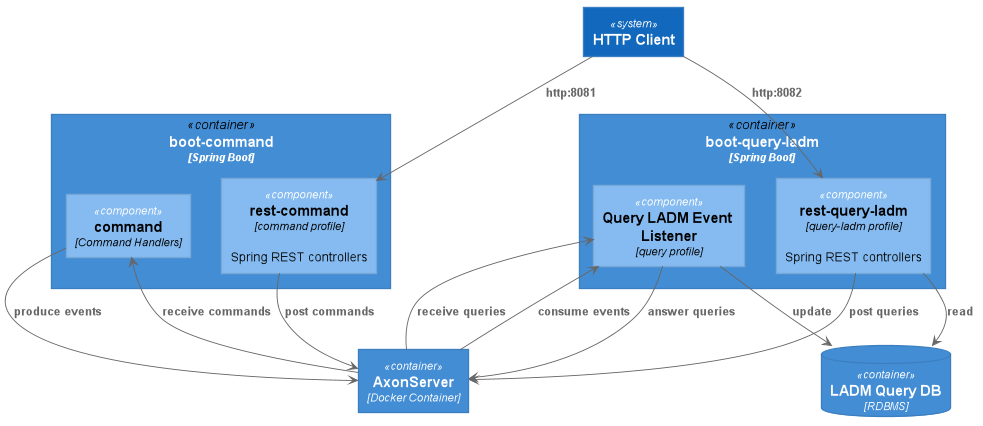 «system»
HTTP Client
http:8081
http:8082
«container»
boot-command
[Spring Boot]
«component»
command
[Command Handlers]
«component»
rest-command
[command profile]
Spring REST controllers
«container»
boot-query-ladm
[Spring Boot]
«component»
Query LADM Event
Listener
[query profile]
«component»
rest-query-ladm
[query-ladm profile]
Spring REST controllers
produce events
receive commands
post commands
receive queries
consume events
answer queries
update
post queries
read
«container»
AxonServer
[Docker Container]
«container»
LADM Query DB
[RDBMS]